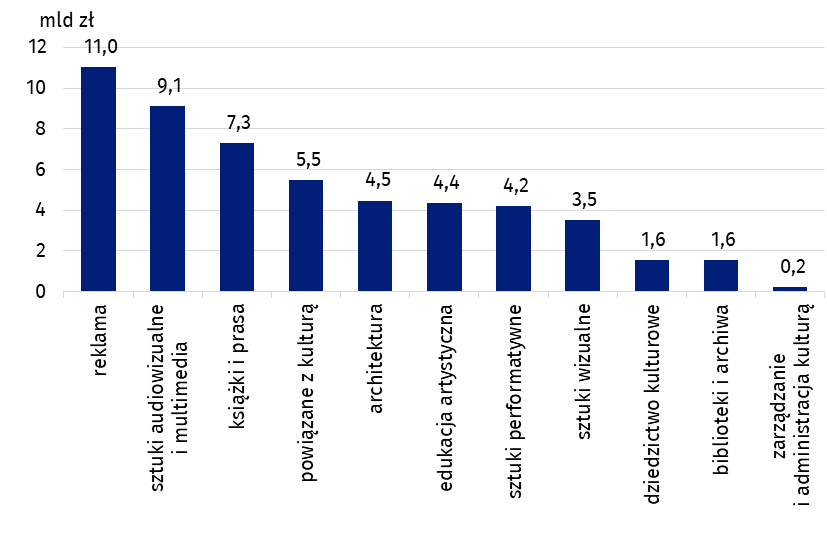 mld zł
12
10
8
6
4
2
0
11,0
9,1
7,3
5,5
4,5
4,4
4,2
3,5
1,6
1,6
0,2
reklama
sztuki audiowizualne
i multimedia
książki i prasa
powiązane z kulturą
architektura
edukacja artystyczna
sztuki performatywne
sztuki wizualne
dziedzictwo kulturowe
biblioteki i archiwa
zarządzanie
i administracja kulturą